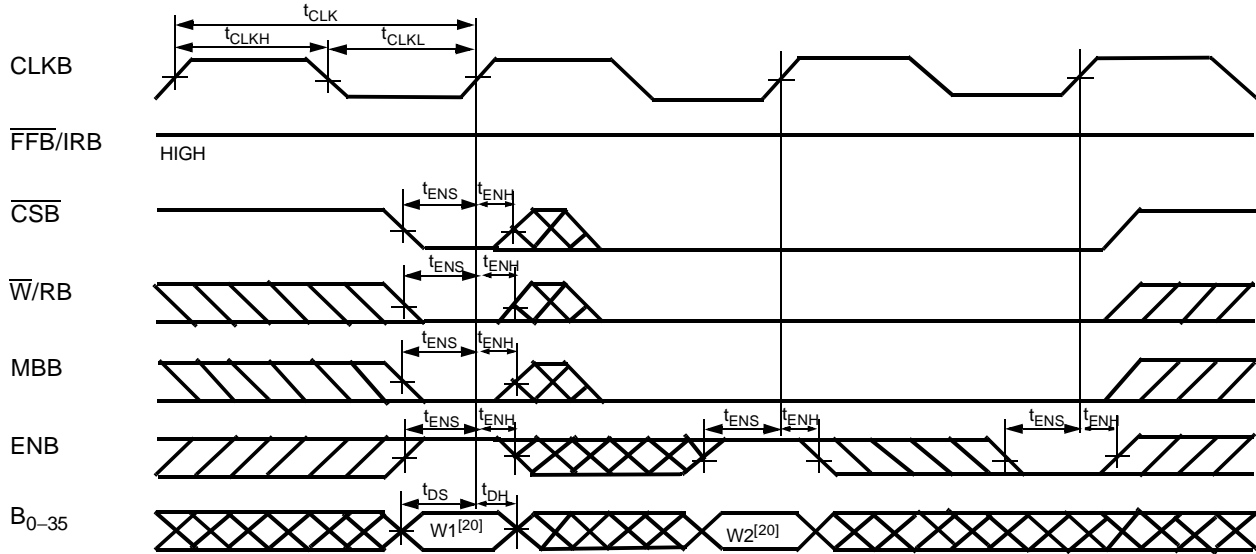 tCLK
tCLKH tCLKL
CLKB
FFB/IRB
HIGH
tENS tENH
CSB
tENS tENH
W/RB
tENS tENH
MBB
tENS tENH tENS tENH tENS tENH
ENB
tDS tDH
B0–35 W1[20] W2[20]